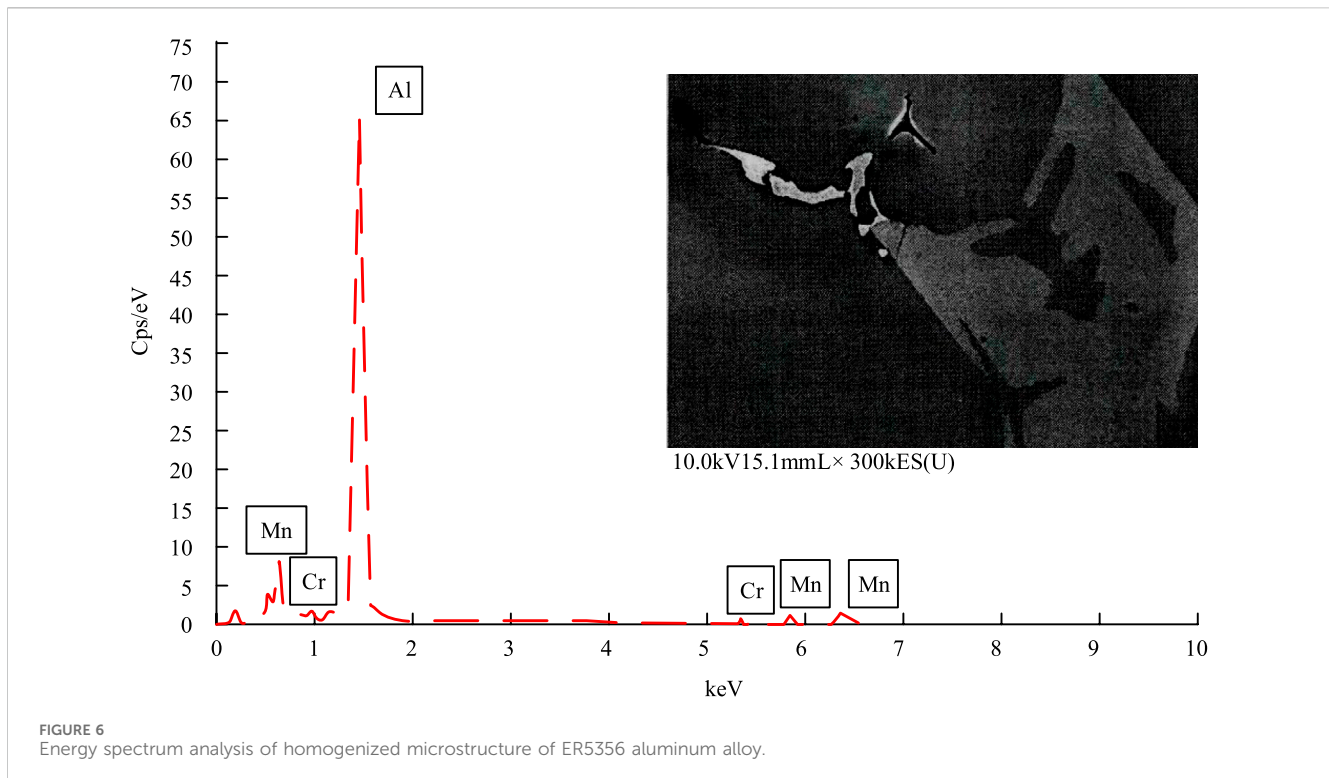 75
70
65
60
55
50
45
40
35
30
25
20
15
10
5
0
Cps/eV
Al
Mn
Cr
Cr
Mn
Mn
10.0kV15.1mmL× 300kES(U)
0 1 2 3 4 5 6 7 8 9 10
keV
FIGURE 6
Energy spectrum analysis of homogenized microstructure of ER5356 aluminum alloy.